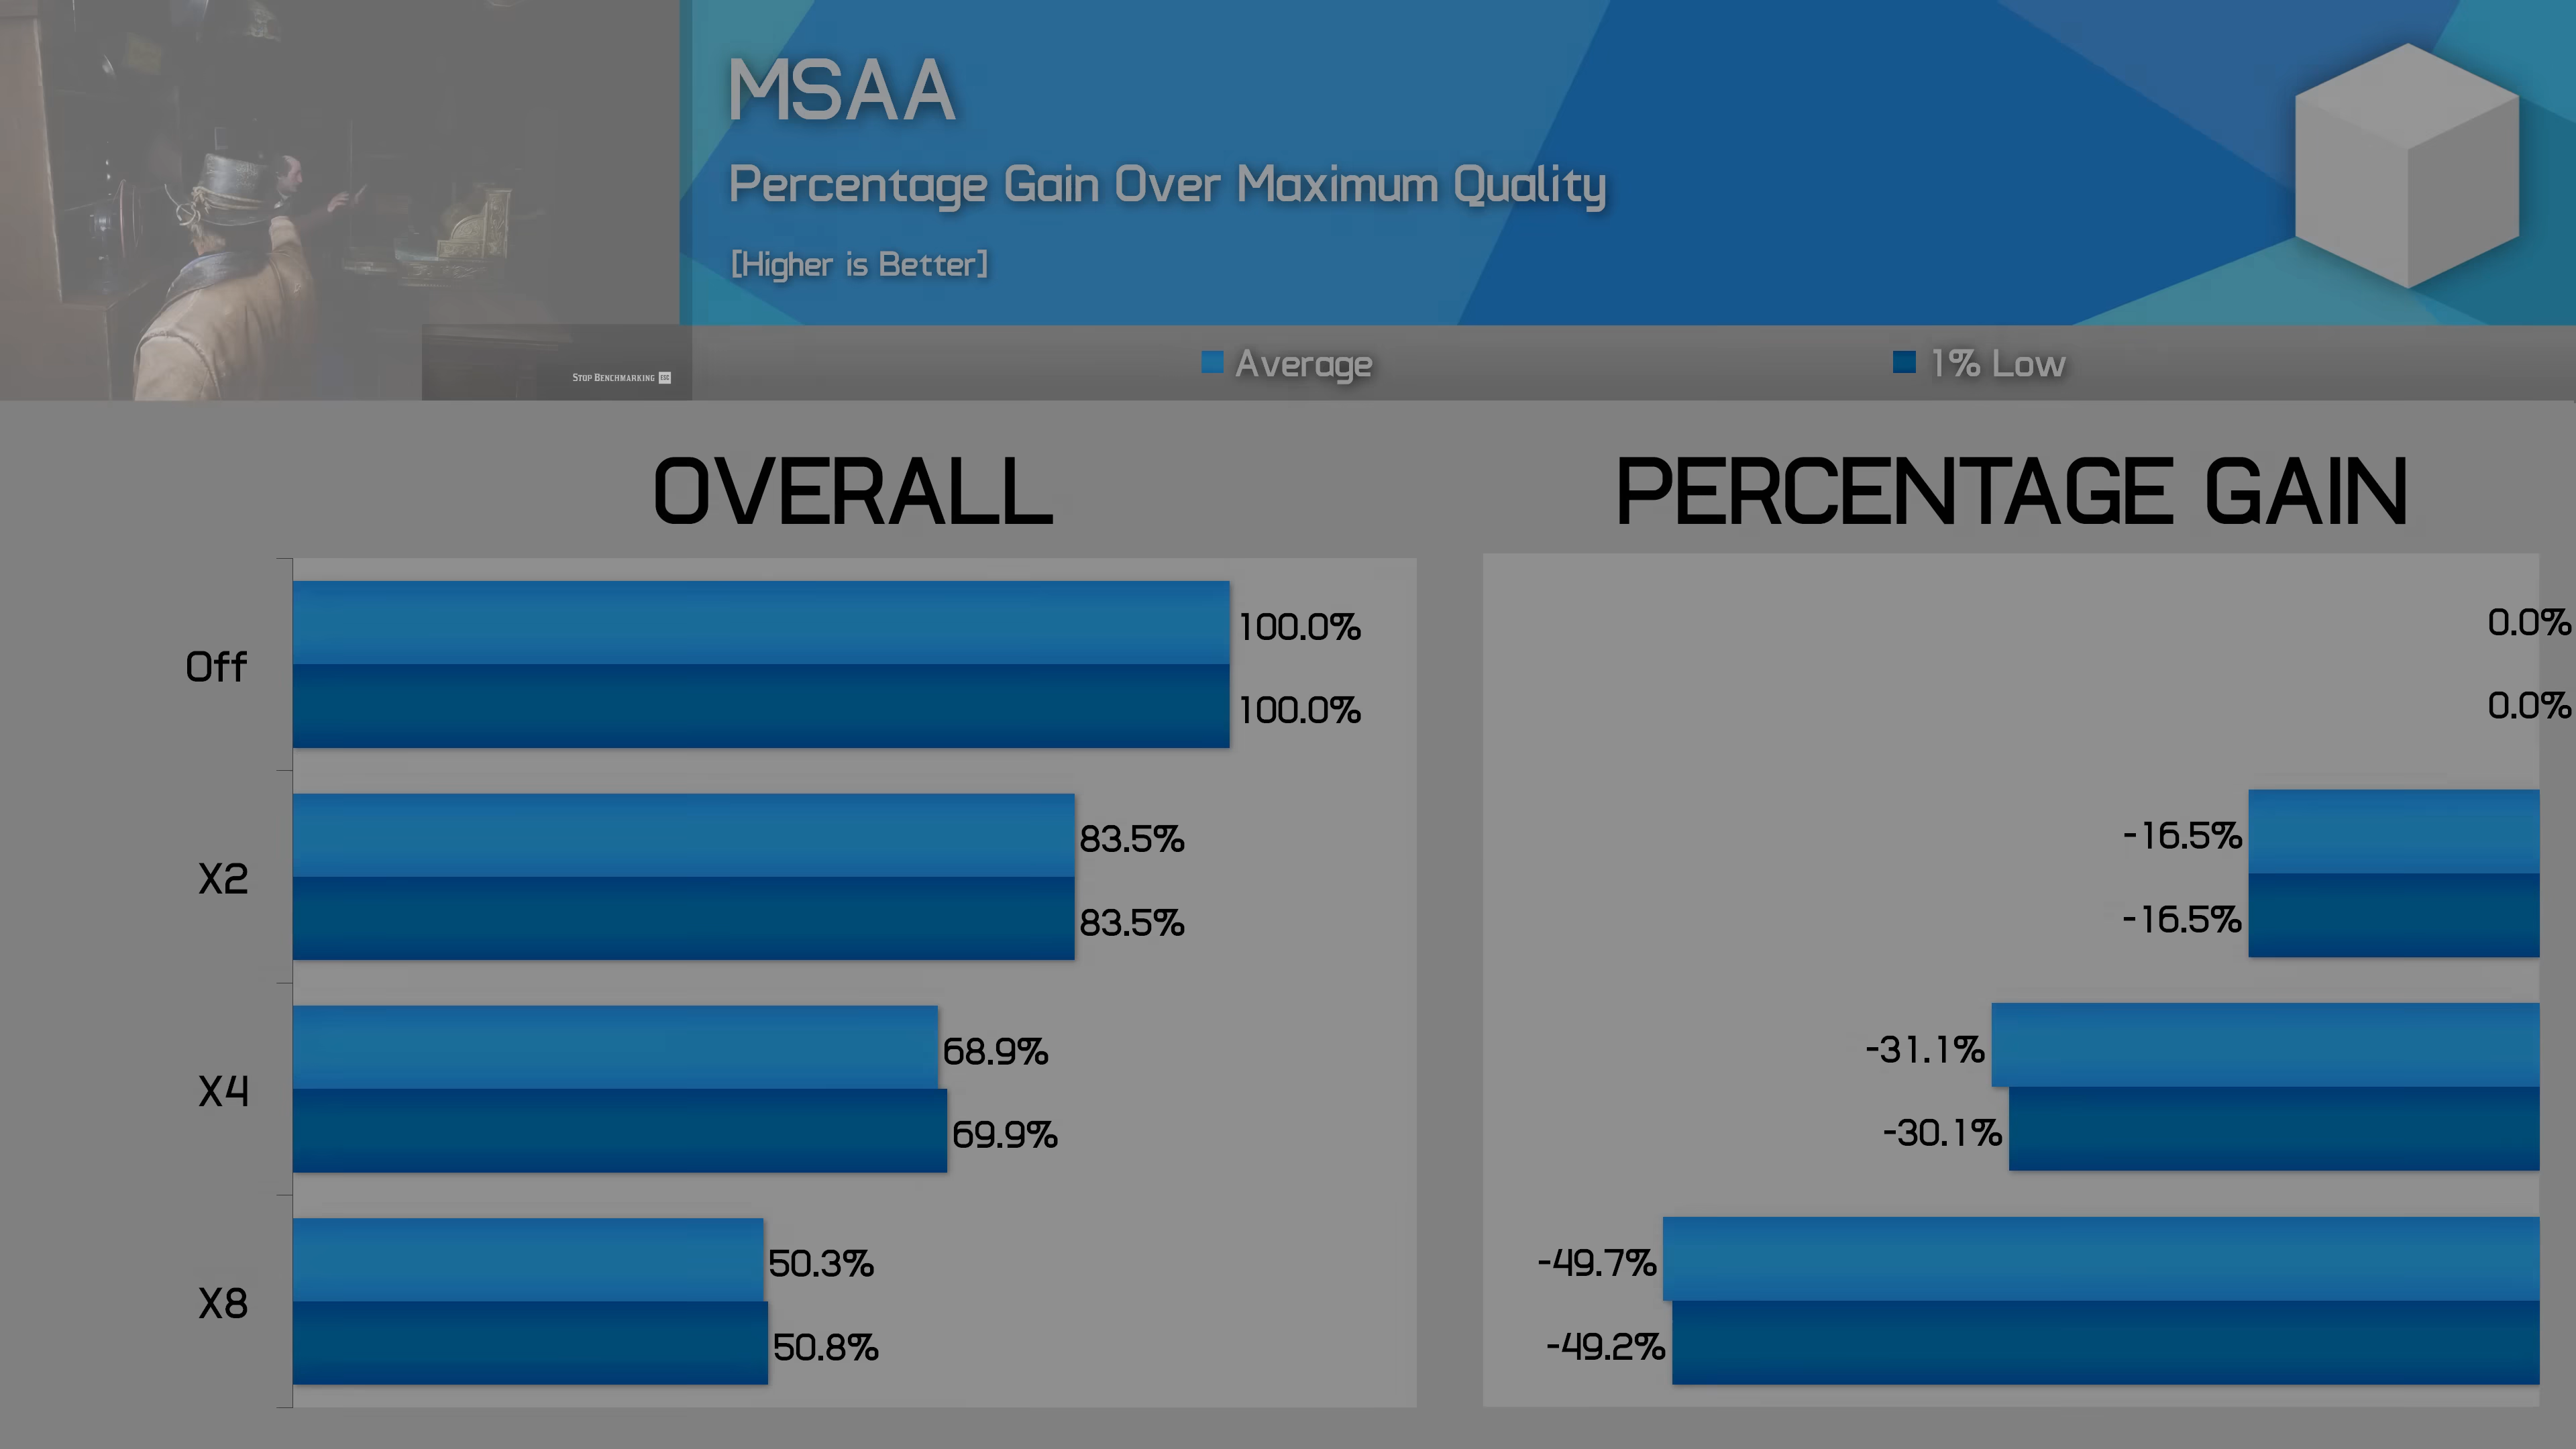 MSAA
Percentage Gain Over Maximum Quality
[Higher is Better]
Stop Benchmarking ESC
Average
1% Low
OVERALL
PERCENTAGE GAIN
Off
100.0%
100.0%
0.0%
0.0%
X2
83.5%
83.5%
-16.5%
-16.5%
X4
68.9%
69.9%
-31.1%
-30.1%
X8
50.3%
50.8%
-49.7%
-49.2%